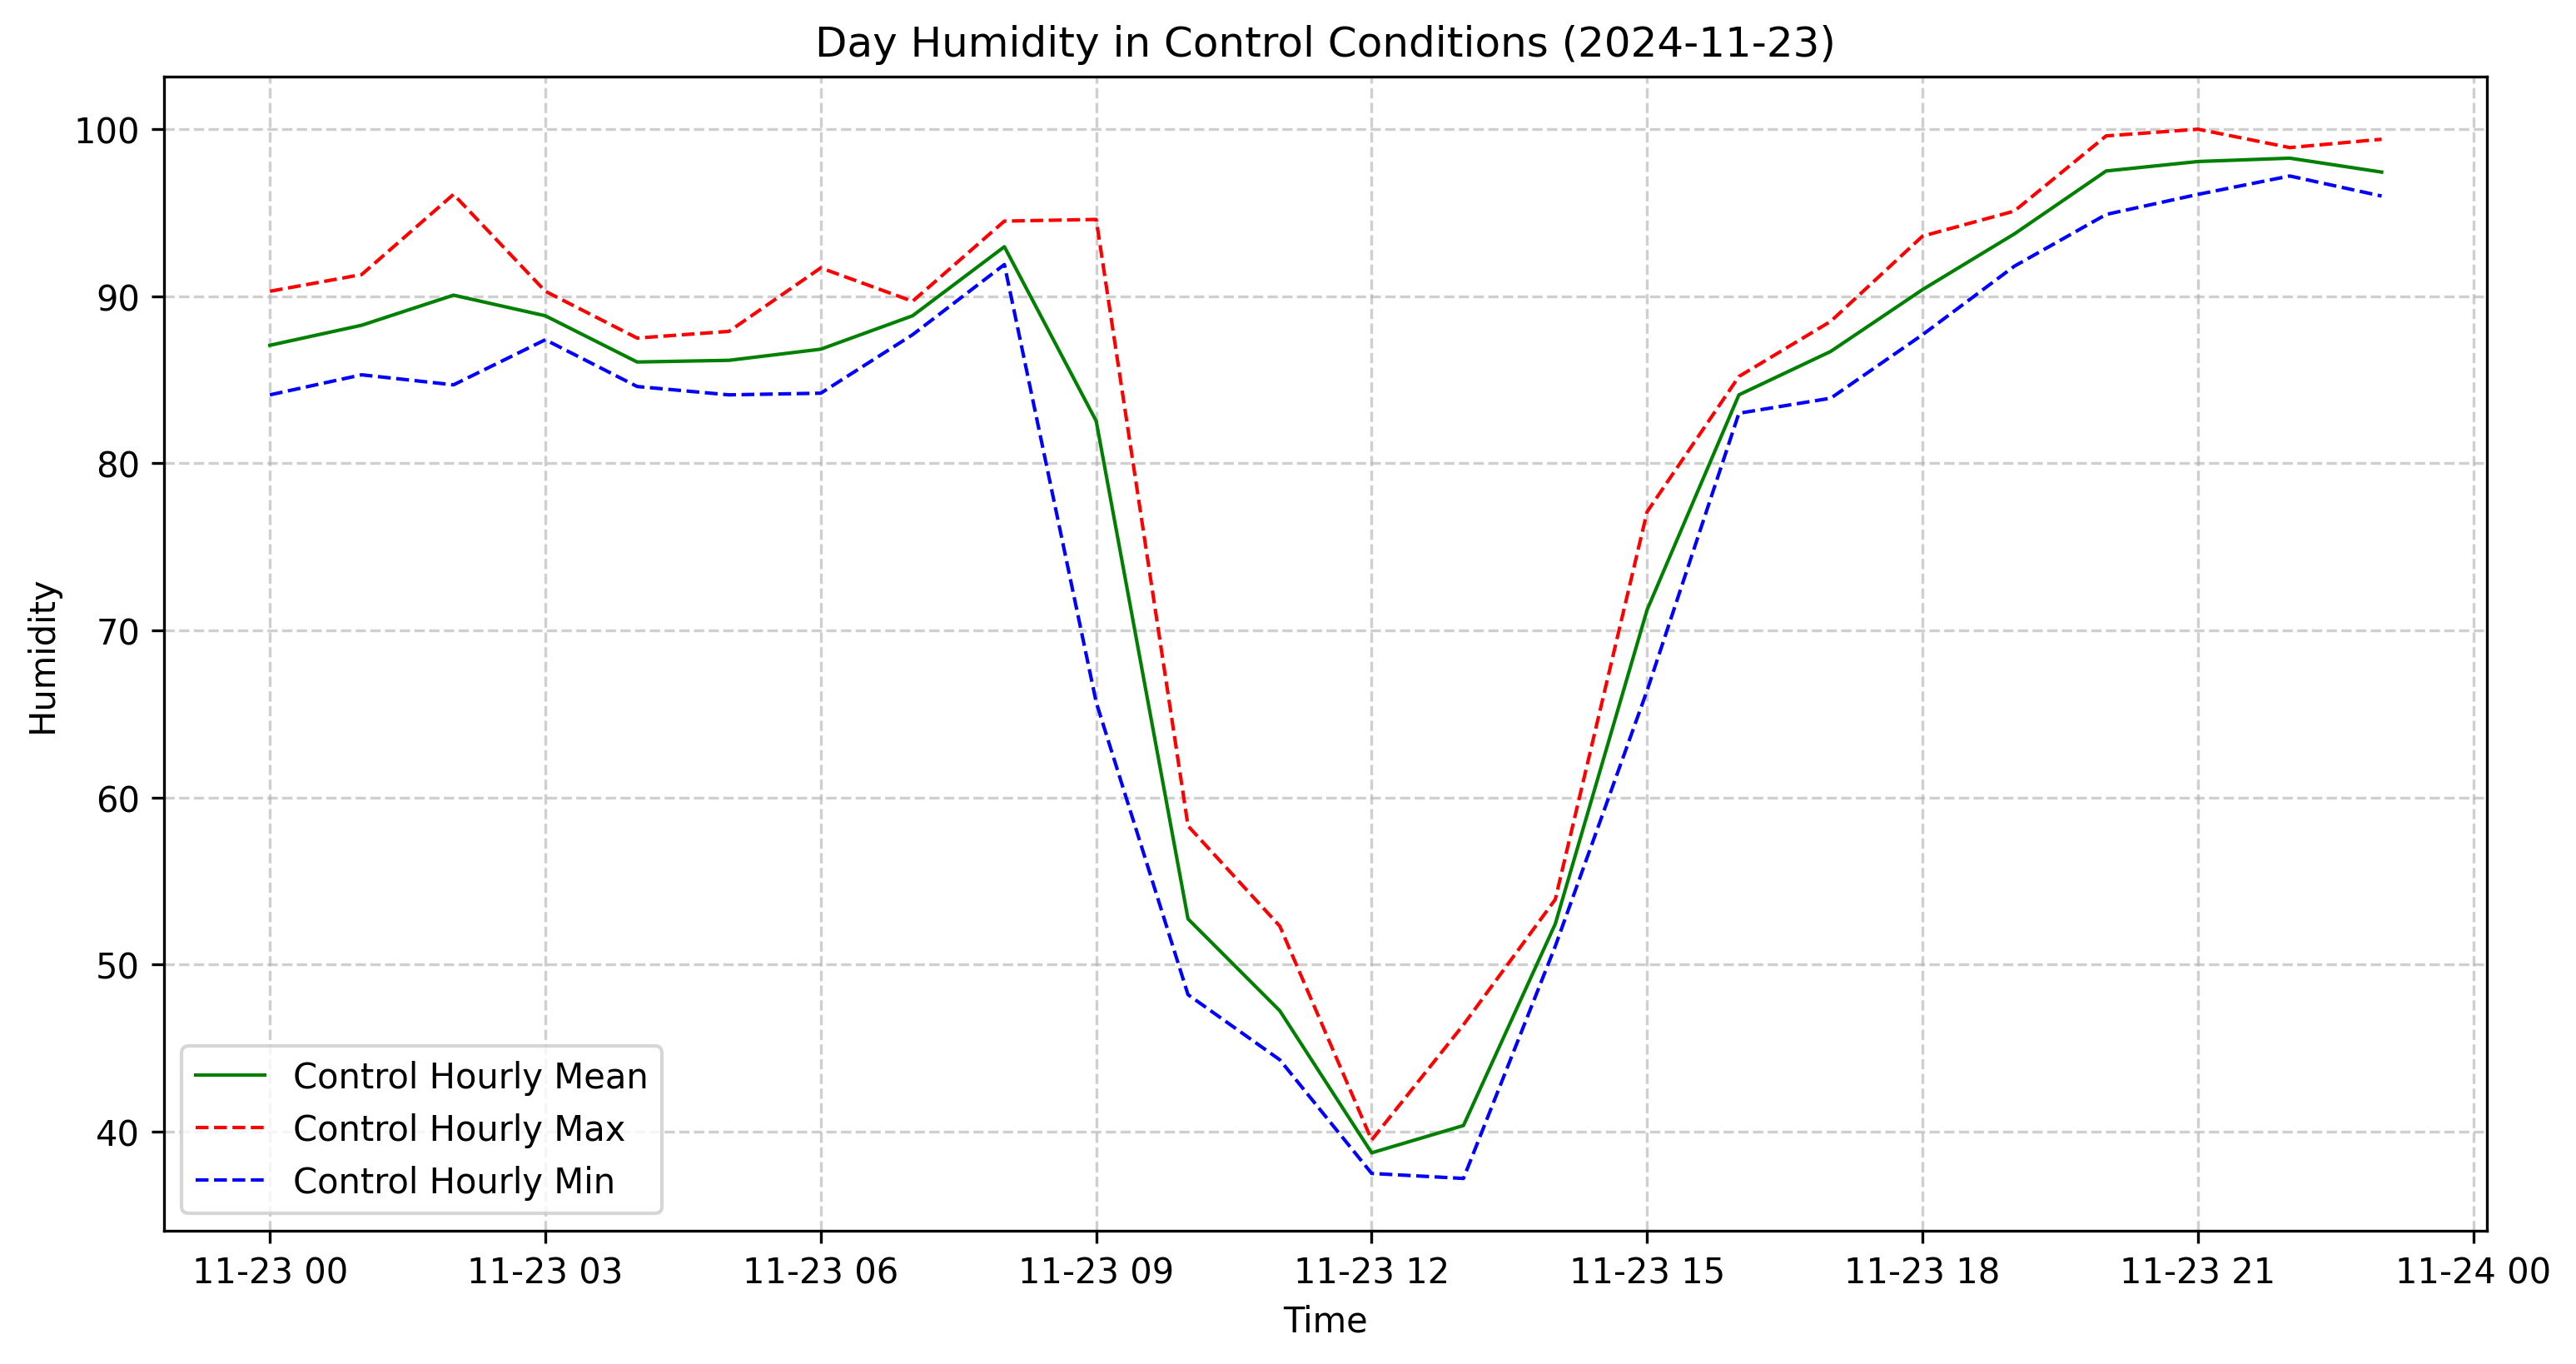 Day Humidity in Control Conditions (2024-11-23)
100
90
80
70
60
50
40
Humidity
Control Hourly Mean
Control Hourly Max
Control Hourly Min
11-23 00 11-23 03 11-23 06 11-23 09 11-23 12 11-23 15 11-23 18 11-23 21 11-24 00
Time